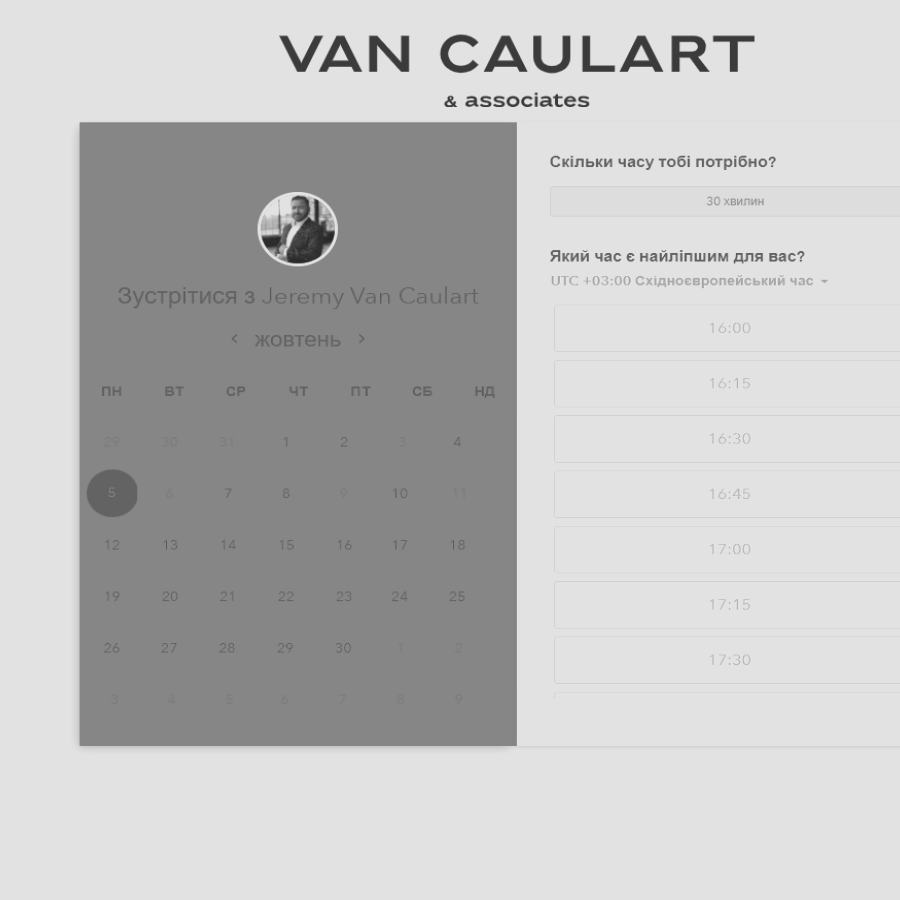 VAN CAULART
& associates
Зустрітися з Jeremy Van Caulart
жовтень
ПН ВТ СР ЧТ ПТ СБ НД
29 30 31 1 2 3 4
5 6 7 8 9 10 11
12 13 14 15 16 17 18
19 20 21 22 23 24 25
26 27 28 29 30 1 2
3 4 5 6 7 8 9
Скільки часу тобі потрібно?
30 хвилин
Який час є найліпшим для вас?
UTC +03:00 Східноєвропейський час
16:00
16:15
16:30
16:45
17:00
17:15
17:30